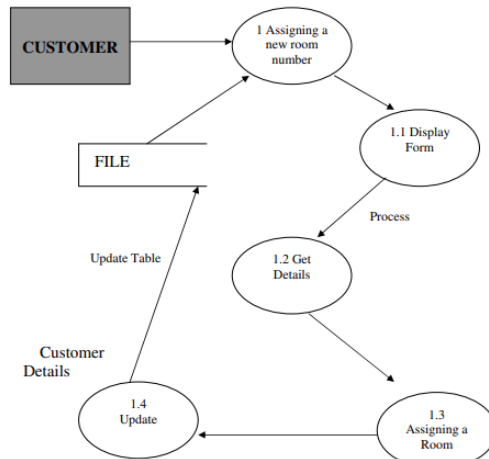 CUSTOMER
1 Assigning a
new room
number
1.1 Display
Form
FILE
Process
Update Table
1.2 Get
Details
Customer
Details
1.4
Update
1.3
Assigning a
Room